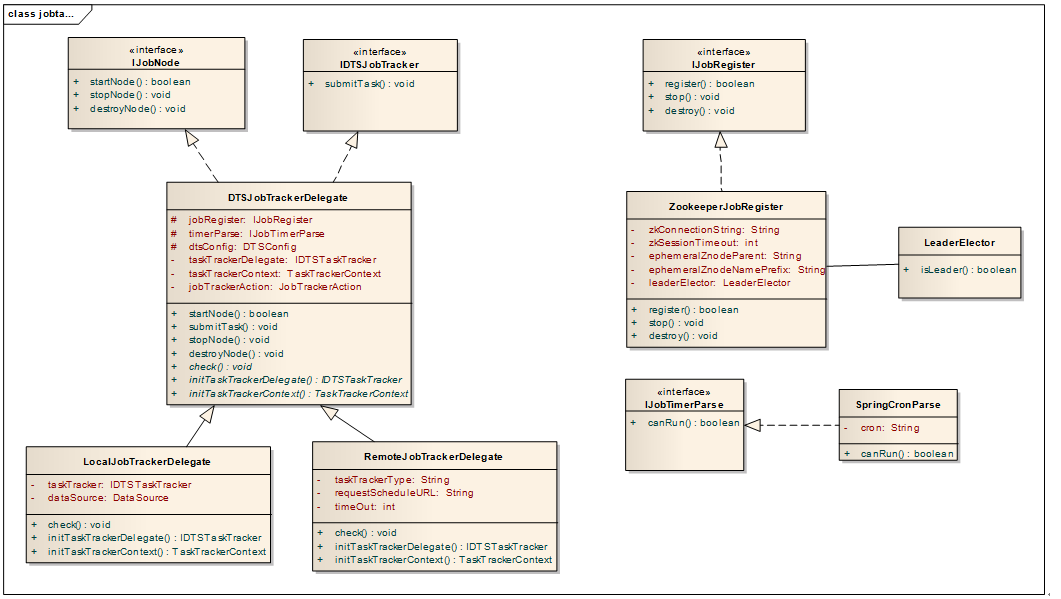 class jobta...
«interface»
IJobNode
+ startNode() : boolean
+ stopNode() : void
+ destroyNode() : void
«interface»
IDTSJobTracker
+ submitTask() : void
«interface»
IJobRegister
+ register() : boolean
+ stop() : void
+ destroy() : void
DTSJobTrackerDelegate
# jobRegister: IJobRegister
# timerParse: IJobTimerParse
# dtsConfig: DTSConfig
- taskTrackerDelegate: IDTSTaskTracker
- taskTrackerContext: TaskTrackerContext
- jobTrackerAction: JobTrackerAction
+ startNode() : boolean
+ submitTask() : void
+ stopNode() : void
+ destroyNode() : void
+ check() : void
+ initTaskTrackerDelegate() : IDTSTaskTracker
+ initTaskTrackerContext() : TaskTrackerContext
ZookeeperJobRegister
- zkConnectionString: String
- zkSessionTimeout: int
- ephemeralZnodeParent: String
- ephemeralZnodeNamePrefix: String
- leaderElector: LeaderElector
+ register() : boolean
+ stop() : void
+ destroy() : void
LeaderElector
+ isLeader() : boolean
«interface»
IJobTimerParse
+ canRun() : boolean
SpringCronParse
- cron: String
+ canRun() : boolean
LocalJobTrackerDelegate
- taskTracker: IDTSTaskTracker
- dataSource: DataSource
+ check() : void
+ initTaskTrackerDelegate() : IDTSTaskTracker
+ initTaskTrackerContext() : TaskTrackerContext
RemoteJobTrackerDelegate
- taskTrackerType: String
- requestScheduleURL: String
- timeOut: int
+ check() : void
+ initTaskTrackerDelegate() : IDTSTaskTracker
+ initTaskTrackerContext() : TaskTrackerContext